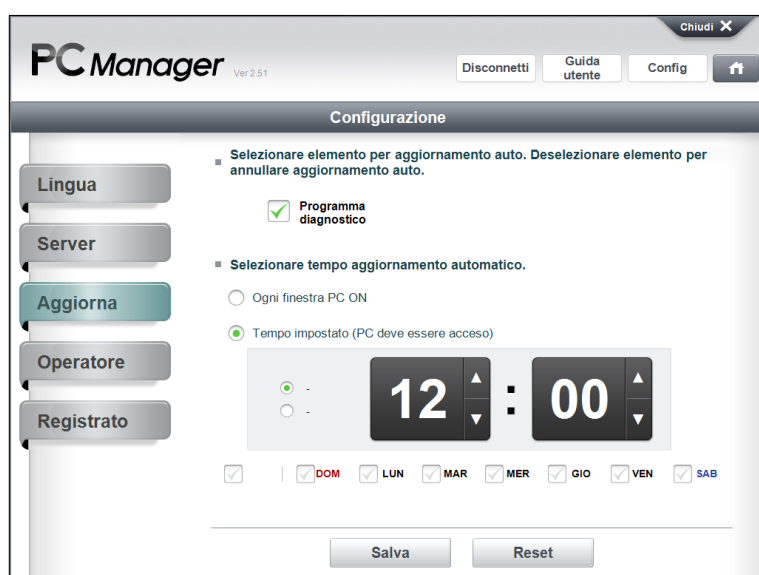 Chiudi X
PC Manager Ver 2.51
Disconnetti
Guida
utente
Config
Configurazione
Lingua
Server
Aggiorna
Operatore
Registrato
Selezionare elemento per aggiornamento auto. Deselezionare elemento per
annullare aggiornamento auto.
Programma
diagnostico
Selezionare tempo aggiornamento automatico.
Ogni finestra PC ON
Tempo impostato (PC deve essere acceso)
-
-
12 : 00
DOM LUN MAR MER GIO VEN SAB
Salva Reset